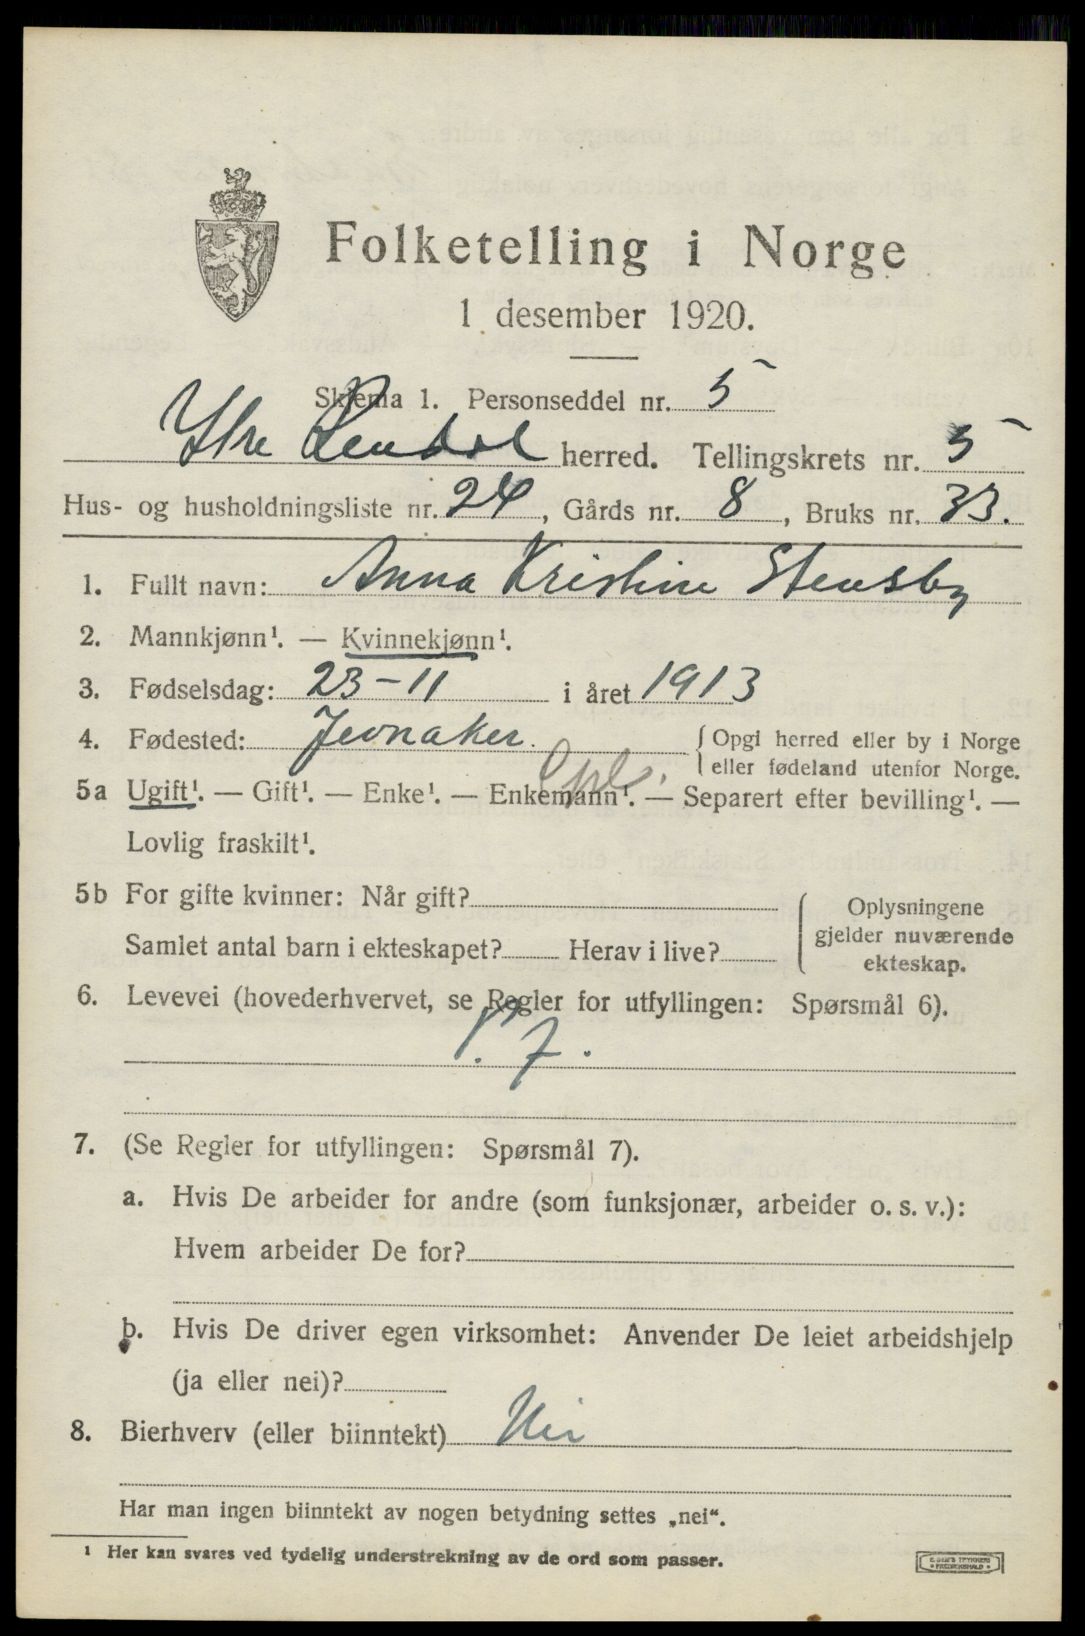 Folketelling i Norge
1 desember 1920.
Skjema 1. Personseddel nr. 5
Ytre Rendal herred. Tellingskrets nr. 5
Hus- og husholdningsliste nr. 24, Gårds nr. 8, Bruks nr. 33.
1. Fullt navn: Anna Kristine Stensby
2. Mannkjønn¹. — Kvinnekjønn¹.
3. Fødselsdag: 23-11 i året 1913
4. Fødested: Jevnaker. Opgi herred eller by i Norge
eller fødeland utenfor Norge.
Opl.
5a Ugift¹. — Gift¹. — Enke¹. — Enkemann¹. — Separert efter bevilling¹. —
Lovlig fraskilt¹.
5b For gifte kvinner: Når gift?
Samlet antal barn i ekteskapet? Herav i live?
Oplysningene
gjelder nuværende
ekteskap.
6. Levevei (hovederhvervet, se Regler for utfyllingen: Spørsmål 6).
7. (Se Regler for utfyllingen: Spørsmål 7).
a. Hvis De arbeider for andre (som funksjonær, arbeider o. s. v.):
Hvem arbeider De for?
b. Hvis De driver egen virksomhet: Anvender De leiet arbeidshjelp
(ja eller nei)?
8. Bierhverv (eller biinntekt) Nei
Har man ingen biinntekt av nogen betydning settes „nei“.
¹ Her kan svares ved tydelig understrekning av de ord som passer.